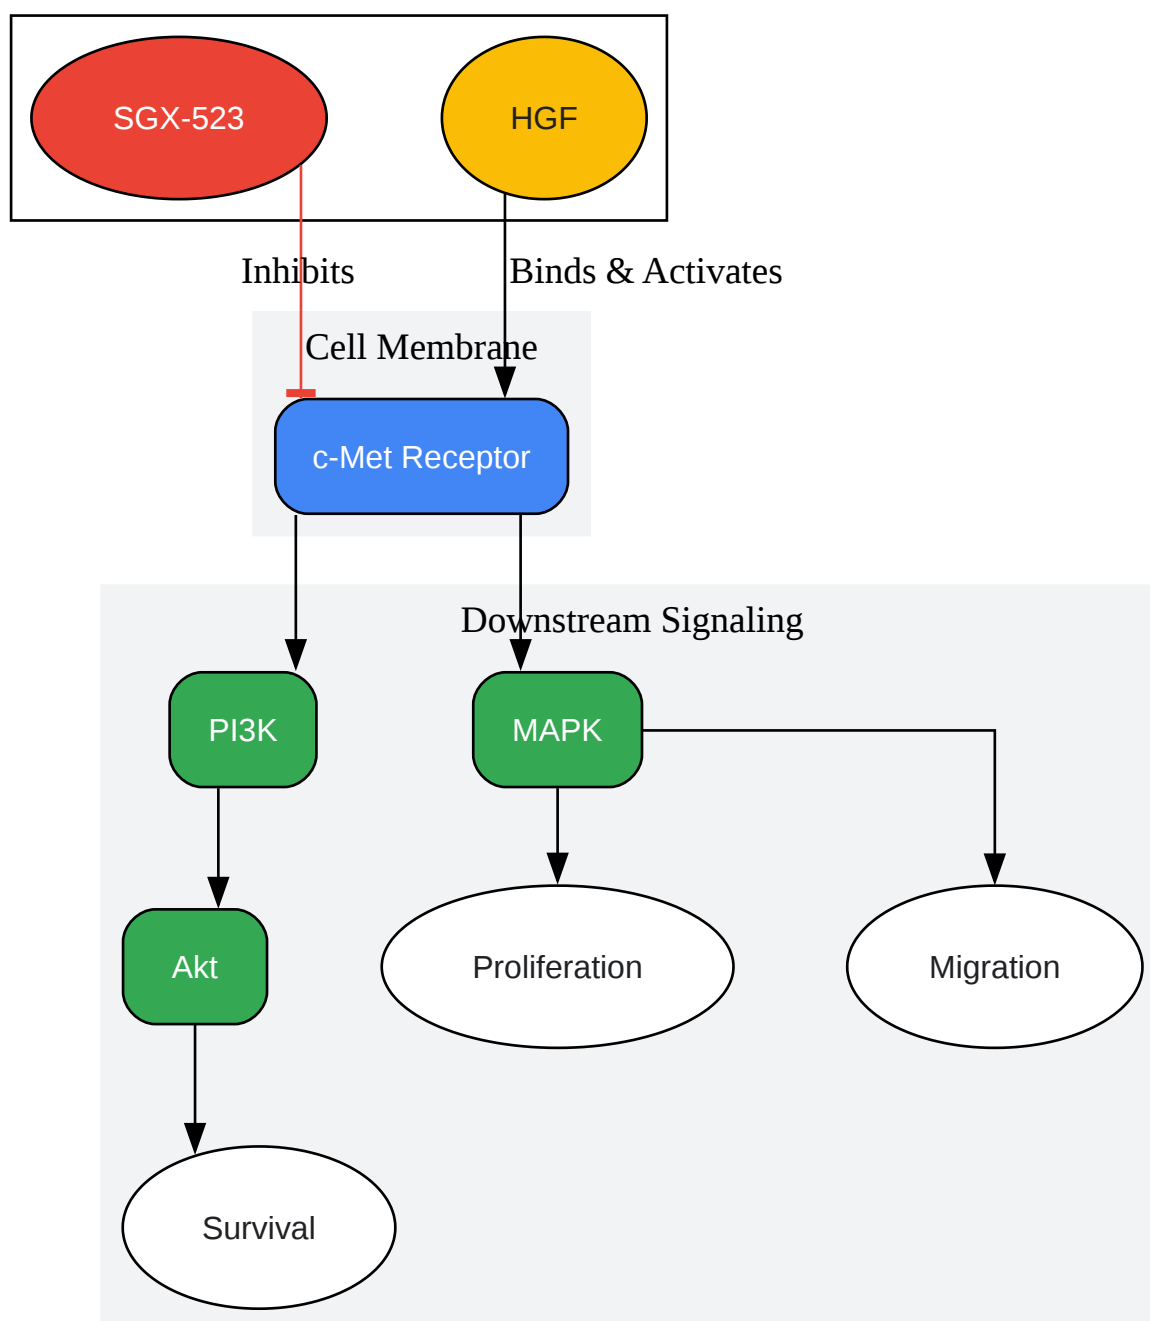 SGX-523
HGF
Inhibits
Binds & Activates
Cell Membrane
c-Met Receptor
Downstream Signaling
PI3K
MAPK
Akt
Proliferation
Migration
Survival